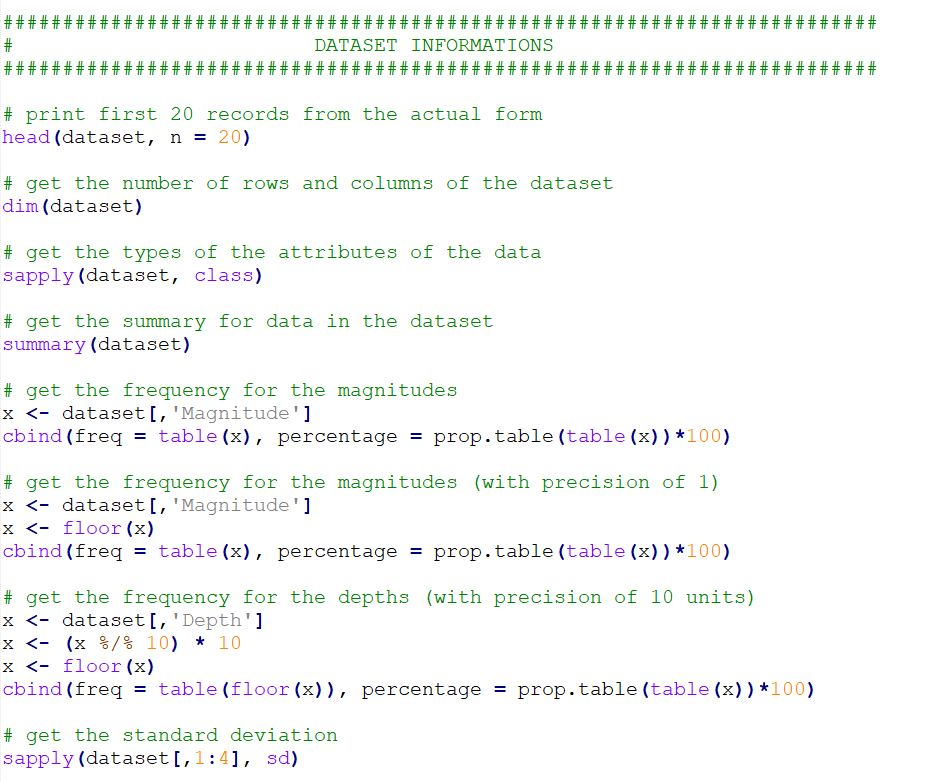 #########################################################################
# DATASET INFORMATIONS
#########################################################################
# print first 20 records from the actual form
head(dataset, n = 20)
# get the number of rows and columns of the dataset
dim(dataset)
# get the types of the attributes of the data
sapply(dataset, class)
# get the summary for data in the dataset
summary(dataset)
# get the frequency for the magnitudes
x <- dataset[,'Magnitude']
cbind(freq = table(x), percentage = prop.table(table(x))*100)
# get the frequency for the magnitudes (with precision of 1)
x <- dataset[,'Magnitude']
x <- floor(x)
cbind(freq = table(x), percentage = prop.table(table(x))*100)
# get the frequency for the depths (with precision of 10 units)
x <- dataset[,'Depth']
x <- (x %/% 10) * 10
x <- floor(x)
cbind(freq = table(floor(x)), percentage = prop.table(table(x))*100)
# get the standard deviation
sapply(dataset[,1:4], sd)